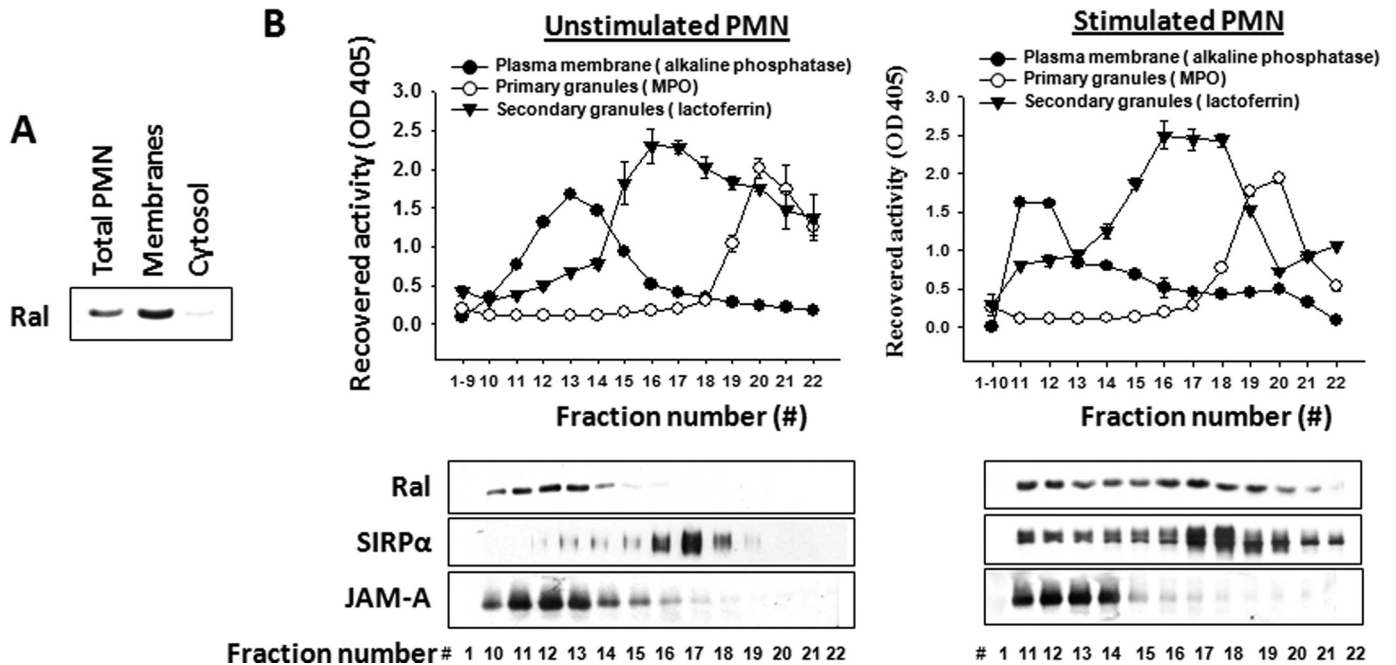 A
Total PMN
Membranes
Cytosol
Ral
B
Unstimulated PMN
Plasma membrane ( alkaline phosphatase)
Primary granules ( MPO)
Secondary granules ( lactoferrin)
Recovered activity (OD 405)
3.0
2.5
2.0
1.5
1.0
0.5
0.0
1-9 10 11 12 13 14 15 16 17 18 19 20 21 22
Fraction number (#)
Stimulated PMN
Plasma membrane ( alkaline phosphatase)
Primary granules ( MPO)
Secondary granules ( lactoferrin)
Recovered activity (OD 405)
3.0
2.5
2.0
1.5
1.0
0.5
0.0
1-10 11 12 13 14 15 16 17 18 19 20 21 22
Fraction number (#)
Ral
SIRPα
JAM-A
Fraction number # 1 10 11 12 13 14 15 16 17 18 19 20 21 22
# 1 11 12 13 14 15 16 17 18 19 20 21 22